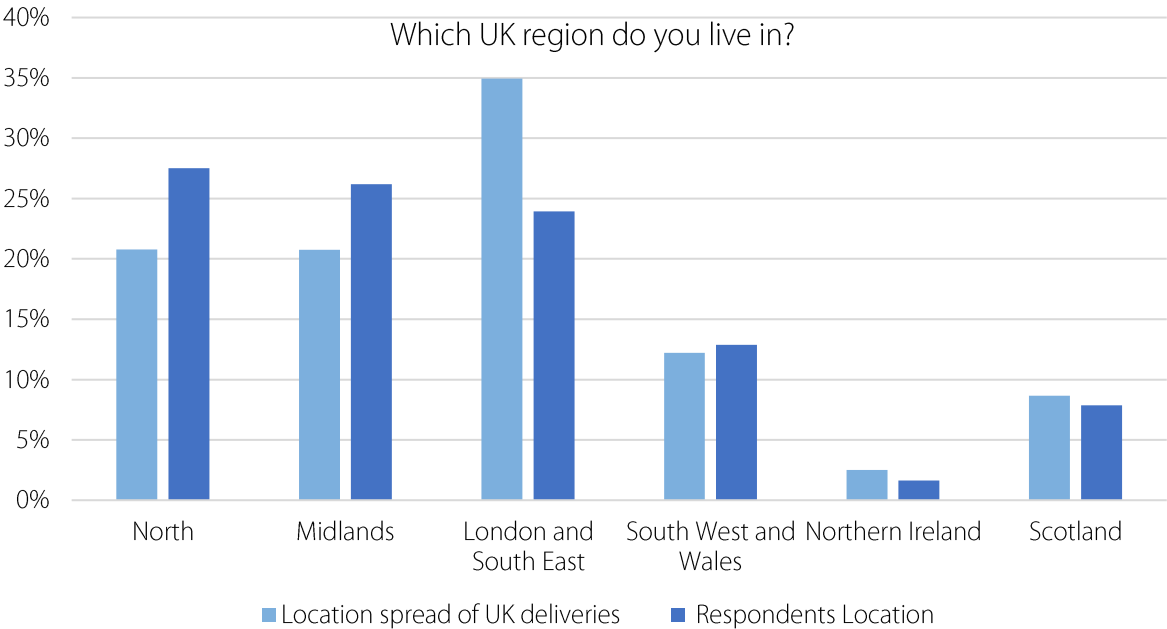 Which UK region do you live in?
40%
35%
30%
25%
20%
15%
10%
5%
0%
North
Midlands
London and
South East
South West and
Wales
Northern Ireland
Scotland
Location spread of UK deliveries
Respondents Location